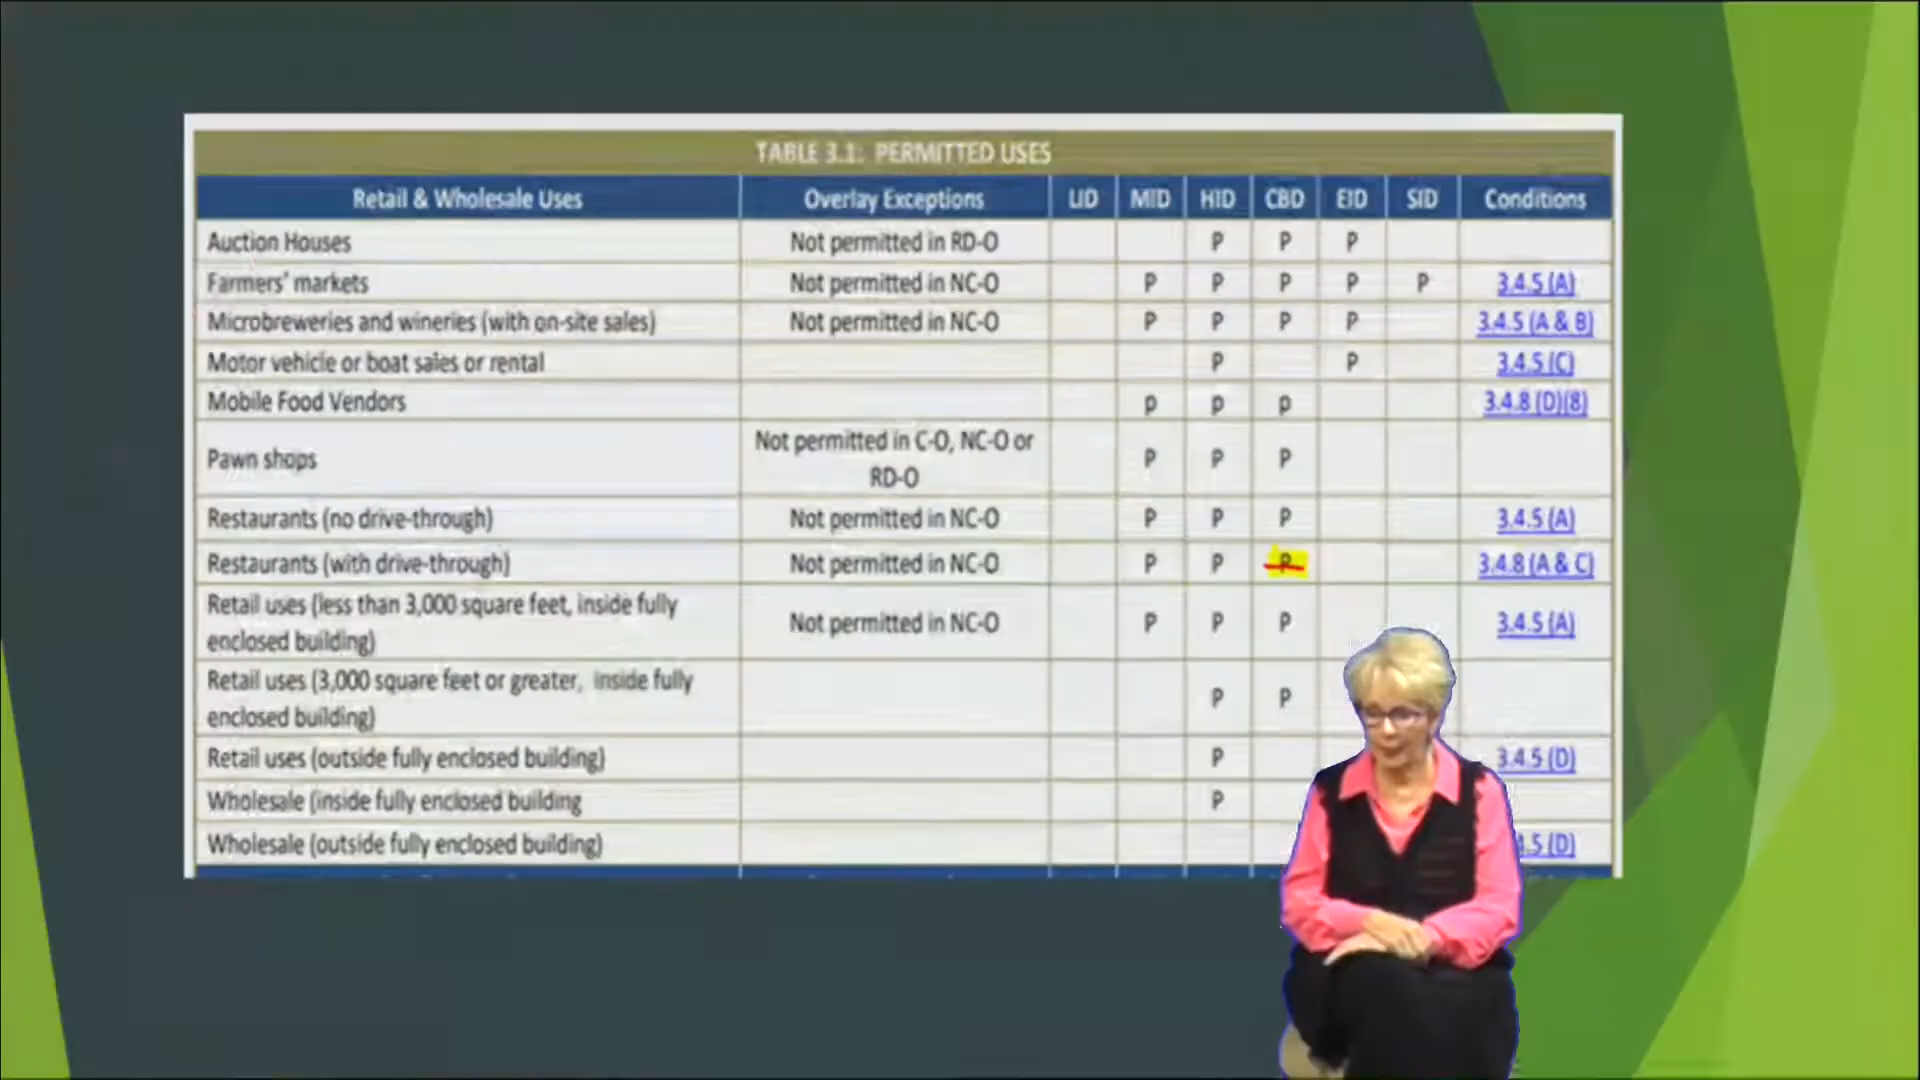 TABLE 3.1: PERMITTED USES
Retail & Wholesale Uses Overlay Exceptions LID MID HID CBD EID SID Conditions
Auction Houses Not permitted in RD-O P P P
Farmers' markets Not permitted in NC-O P P P P P 3.4.5 (A)
Microbreweries and wineries (with on-site sales) Not permitted in NC-O P P P P 3.4.5 (A & B)
Motor vehicle or boat sales or rental P P 3.4.5 (C)
Mobile Food Vendors p p p 3.4.8 (D)(8)
Pawn shops Not permitted in C-O, NC-O or
RD-O P P P
Restaurants (no drive-through) Not permitted in NC-O P P P 3.4.5 (A)
Restaurants (with drive-through) Not permitted in NC-O P P P 3.4.8 (A & C)
Retail uses (less than 3,000 square feet, inside fully
enclosed building) Not permitted in NC-O P P P 3.4.5 (A)
Retail uses (3,000 square feet or greater, inside fully
enclosed building) P P
Retail uses (outside fully enclosed building) P 3.4.5 (D)
Wholesale (inside fully enclosed building P
Wholesale (outside fully enclosed building) .5 (D)